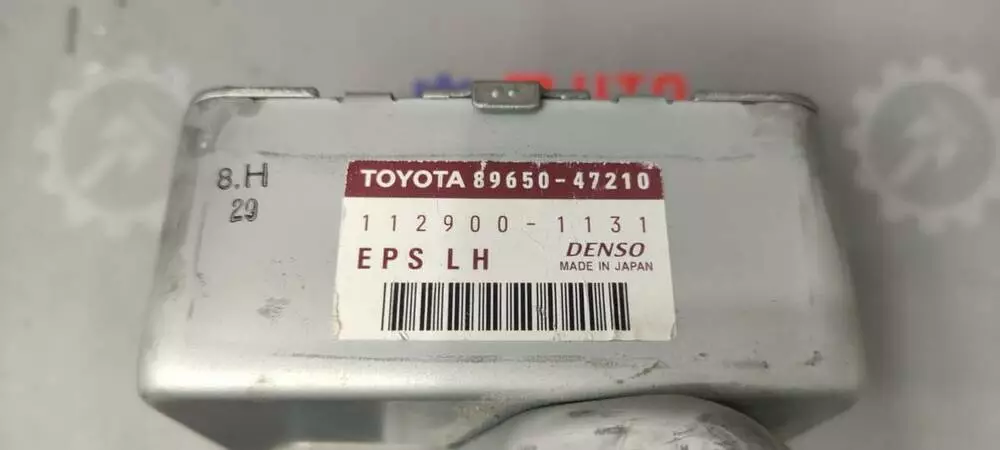 8.H
29
TOYOTA 89650-47210
112900-1131
EPS LH
DENSO
MADE IN JAPAN